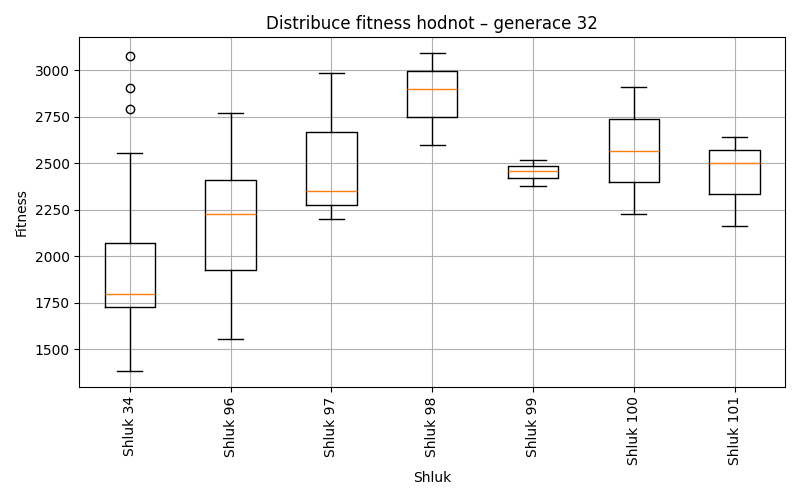 Distribuce fitness hodnot – generace 32
Fitness
3000
2750
2500
2250
2000
1750
1500
Shluk 34
Shluk 96
Shluk 97
Shluk 98
Shluk 99
Shluk 100
Shluk 101
Shluk